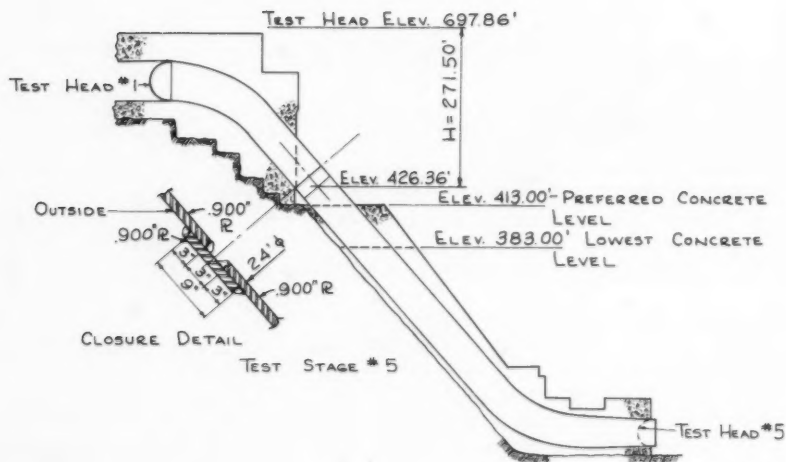 TEST HEAD ELEV. 697.86'
TEST HEAD #1
H=271.50'
ELEV. 426.36'
ELEV. 413.00'-PREFERRED CONCRETE
LEVEL
ELEV. 383.00' LOWEST CONCRETE
LEVEL
OUTSIDE
.900"
℞
.900"℞
24'φ
3"
3"
3"
9"
.900"℞
CLOSURE DETAIL
TEST STAGE #5
TEST HEAD #5